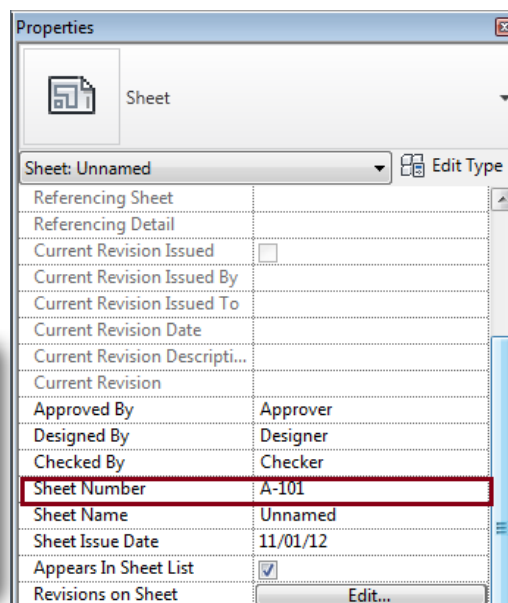 Properties
Sheet
Sheet: Unnamed Edit Type
Referencing Sheet
Referencing Detail
Current Revision Issued
Current Revision Issued By
Current Revision Issued To
Current Revision Date
Current Revision Descripti...
Current Revision
Approved By Approver
Designed By Designer
Checked By Checker
Sheet Number A-101
Sheet Name Unnamed
Sheet Issue Date 11/01/12
Appears In Sheet List
Revisions on Sheet Edit...